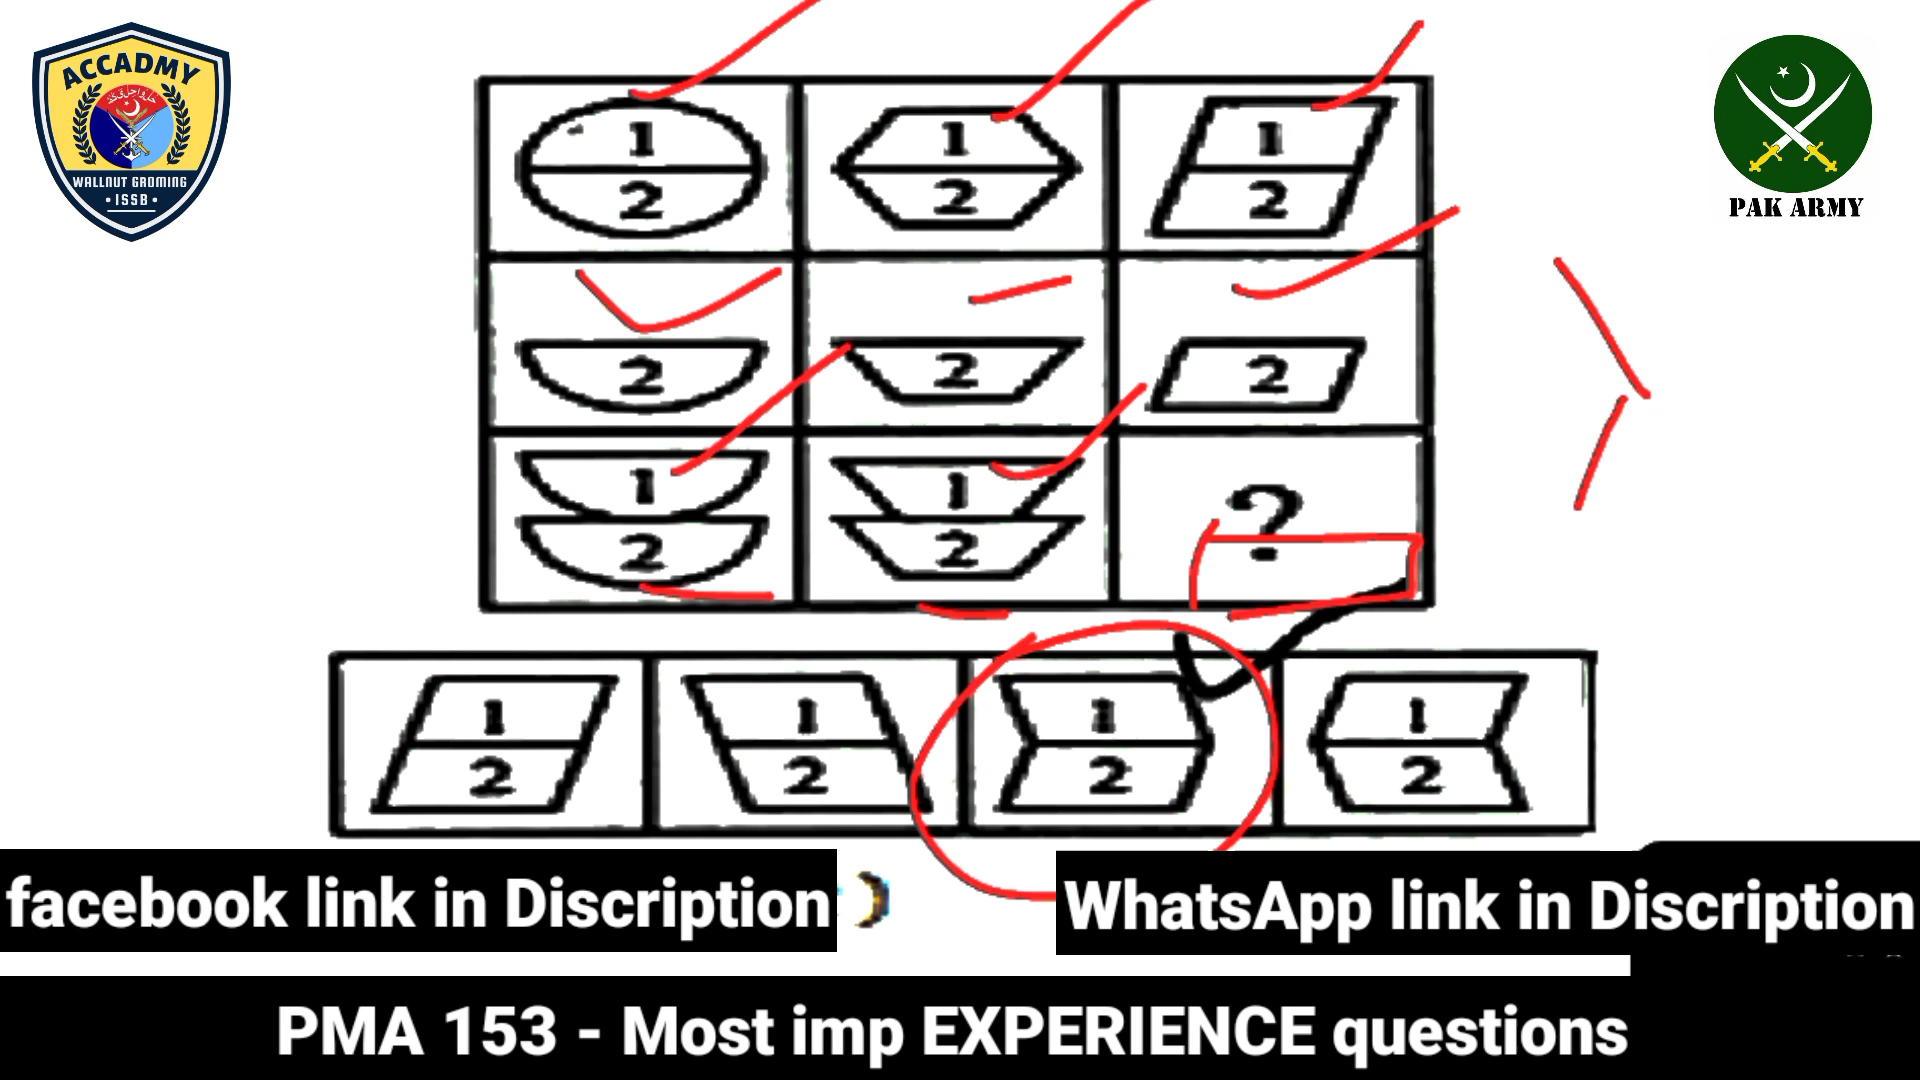 ACCADMY
WALLNUT GROMING
• ISSB •
PAK ARMY
1 1 1
2 2 2
2 2 2
1 1 ?
2 2
1 1 1 1
2 2 2 2
facebook link in Discription
WhatsApp link in Discription
PMA 153 - Most imp EXPERIENCE questions